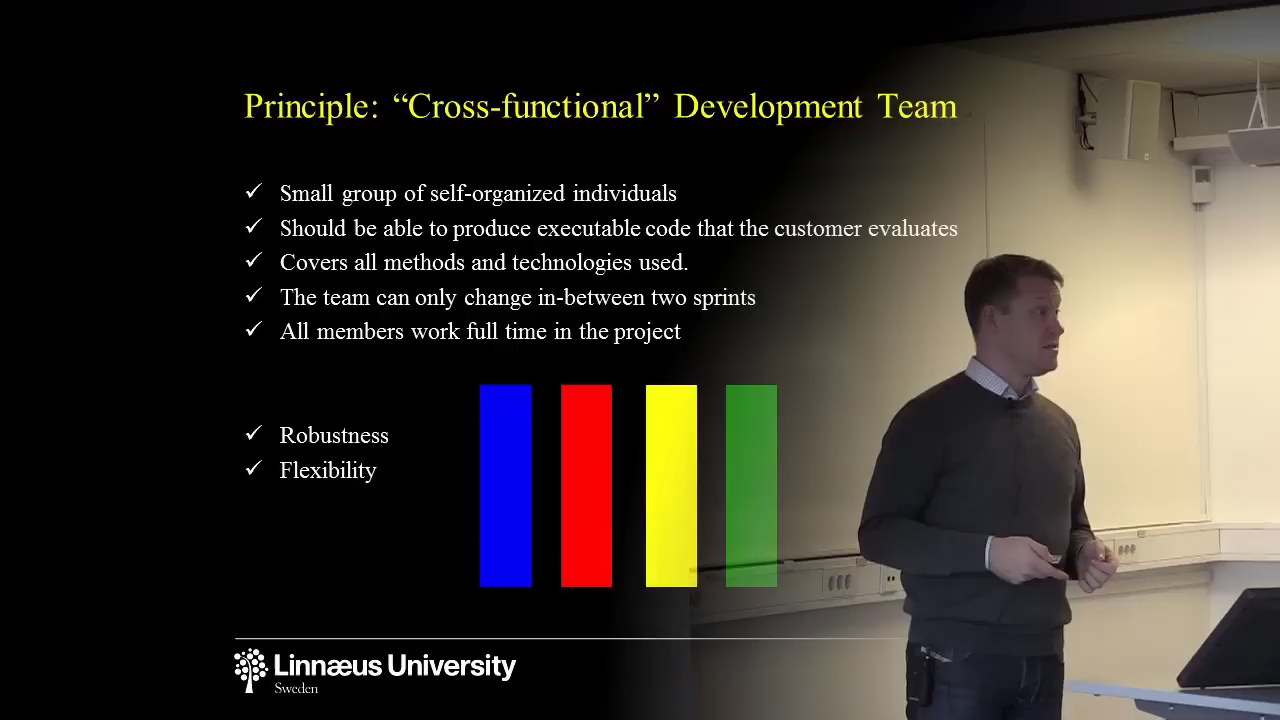 Principle: “Cross-functional” Development Team
✓ Small group of self-organized individuals
✓ Should be able to produce executable code that the customer evaluates
✓ Covers all methods and technologies used.
✓ The team can only change in-between two sprints
✓ All members work full time in the project
✓ Robustness
✓ Flexibility
Linnæus University
Sweden